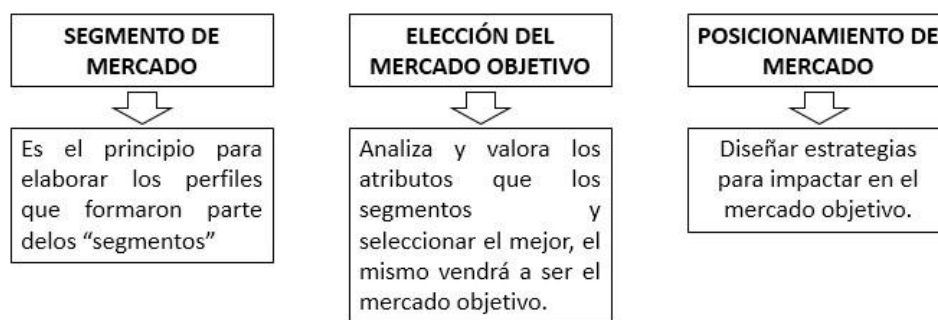 SEGMENTO DE
MERCADO
Es el principio para
elaborar los perfiles
que formaron parte
delos “segmentos”
ELECCIÓN DEL
MERCADO OBJETIVO
Analiza y valora los
atributos que los
segmentos y
seleccionar el mejor, el
mismo vendrá a ser el
mercado objetivo.
POSICIONAMIENTO DE
MERCADO
Diseñar estrategias
para impactar en el
mercado objetivo.